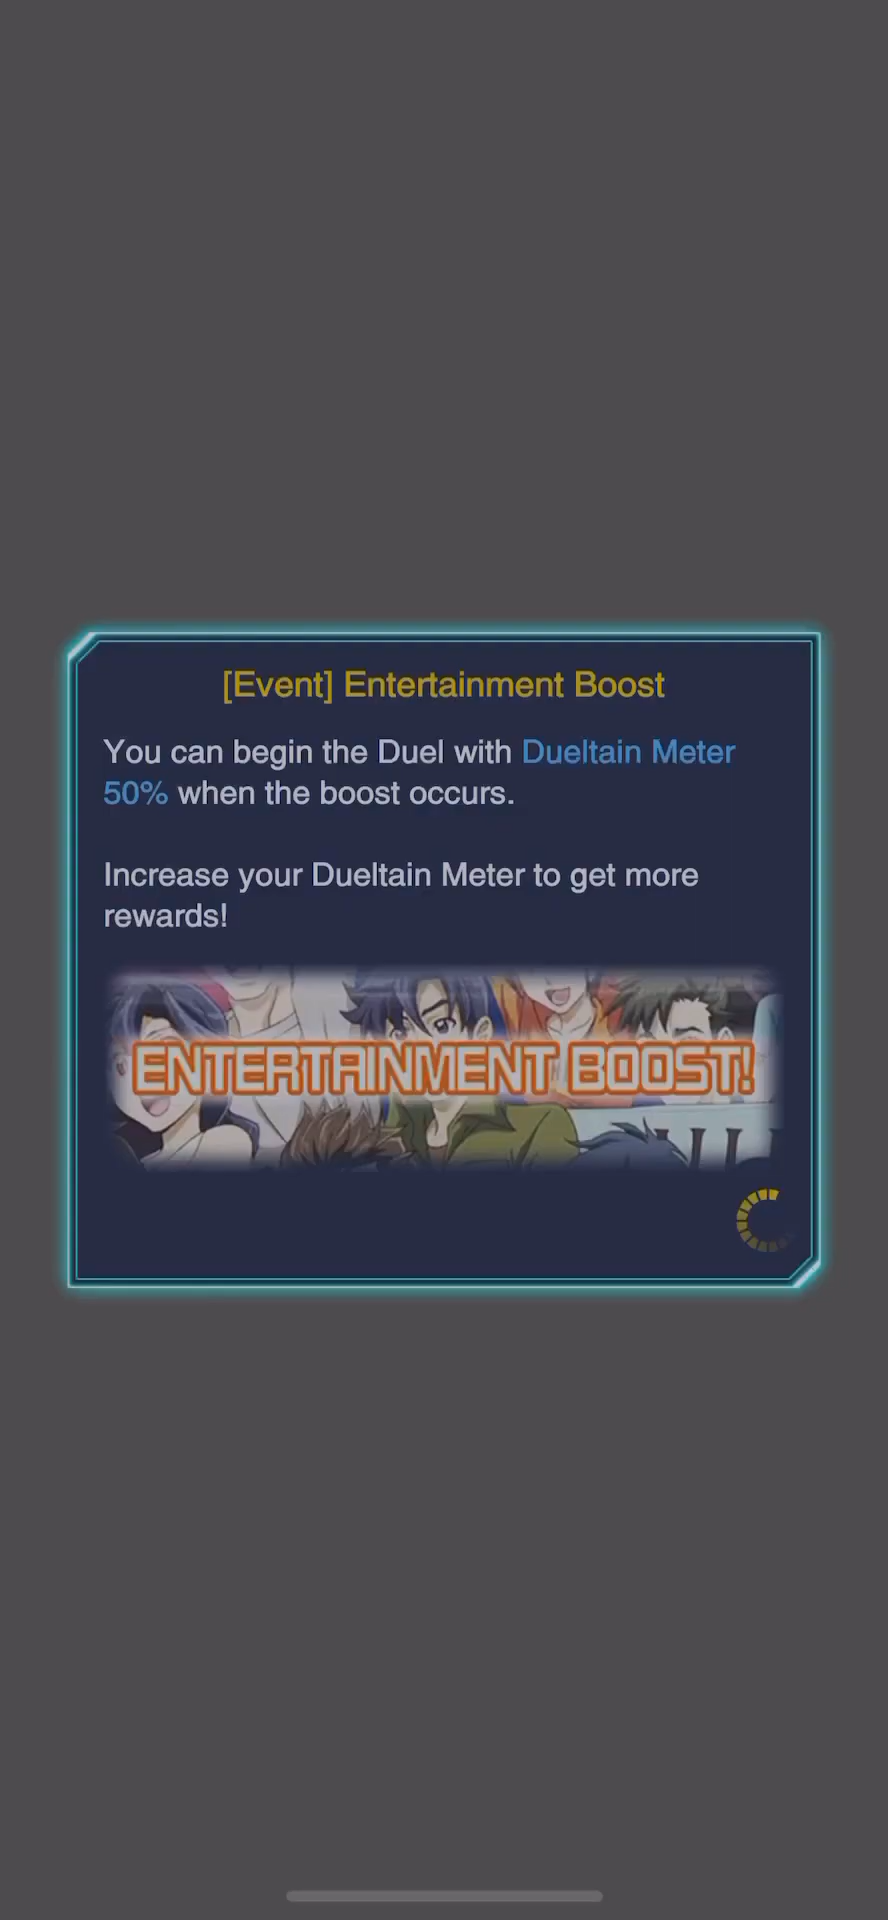 [Event] Entertainment Boost
You can begin the Duel with Dueltain Meter
50% when the boost occurs.
Increase your Dueltain Meter to get more
rewards!
ENTERTAINMENT BOOST!